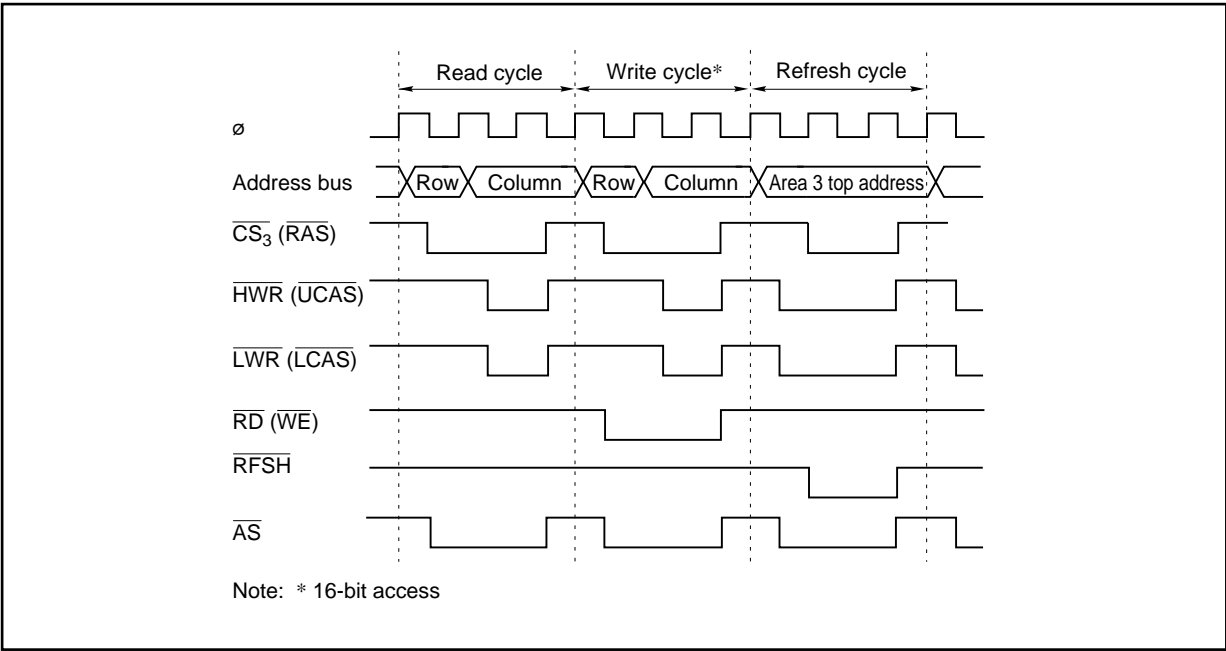 Read cycle Write cycle* Refresh cycle
ø
Address bus Row Column Row Column Area 3 top address
CS₃ (RAS)
HWR (UCAS)
LWR (LCAS)
RD (WE)
RFSH
AS
Note: * 16-bit access